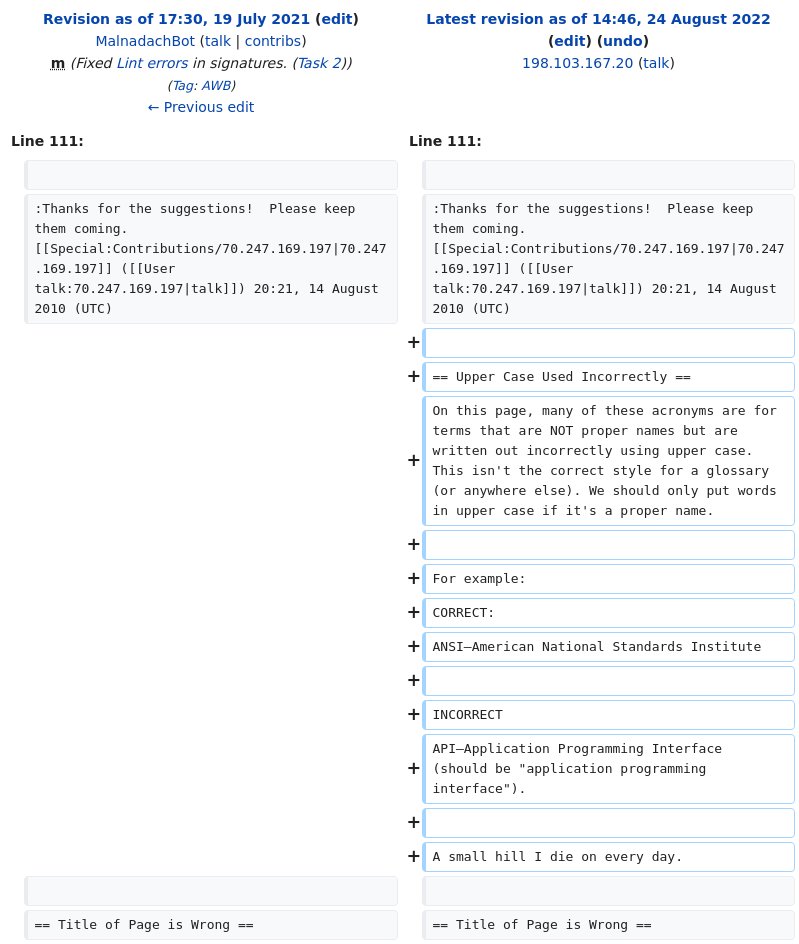 Revision as of 17:30, 19 July 2021 (edit)
MalnadachBot (talk | contribs)
m (Fixed Lint errors in signatures. (Task 2))
(Tag: AWB)
← Previous edit
Latest revision as of 14:46, 24 August 2022
(edit) (undo)
198.103.167.20 (talk)
Line 111:
Line 111:
:Thanks for the suggestions!  Please keep
them coming.
[[Special:Contributions/70.247.169.197|70.247
.169.197]] ([[User
talk:70.247.169.197|talk]]) 20:21, 14 August
2010 (UTC)
:Thanks for the suggestions!  Please keep
them coming.
[[Special:Contributions/70.247.169.197|70.247
.169.197]] ([[User
talk:70.247.169.197|talk]]) 20:21, 14 August
2010 (UTC)
+
+ == Upper Case Used Incorrectly ==
On this page, many of these acronyms are for
terms that are NOT proper names but are
written out incorrectly using upper case.
+ This isn't the correct style for a glossary
(or anywhere else). We should only put words
in upper case if it's a proper name.
+
+ For example:
+ CORRECT:
+ ANSI—American National Standards Institute
+
+ INCORRECT
API—Application Programming Interface
+ (should be "application programming
interface").
+
+ A small hill I die on every day.
== Title of Page is Wrong ==
== Title of Page is Wrong ==